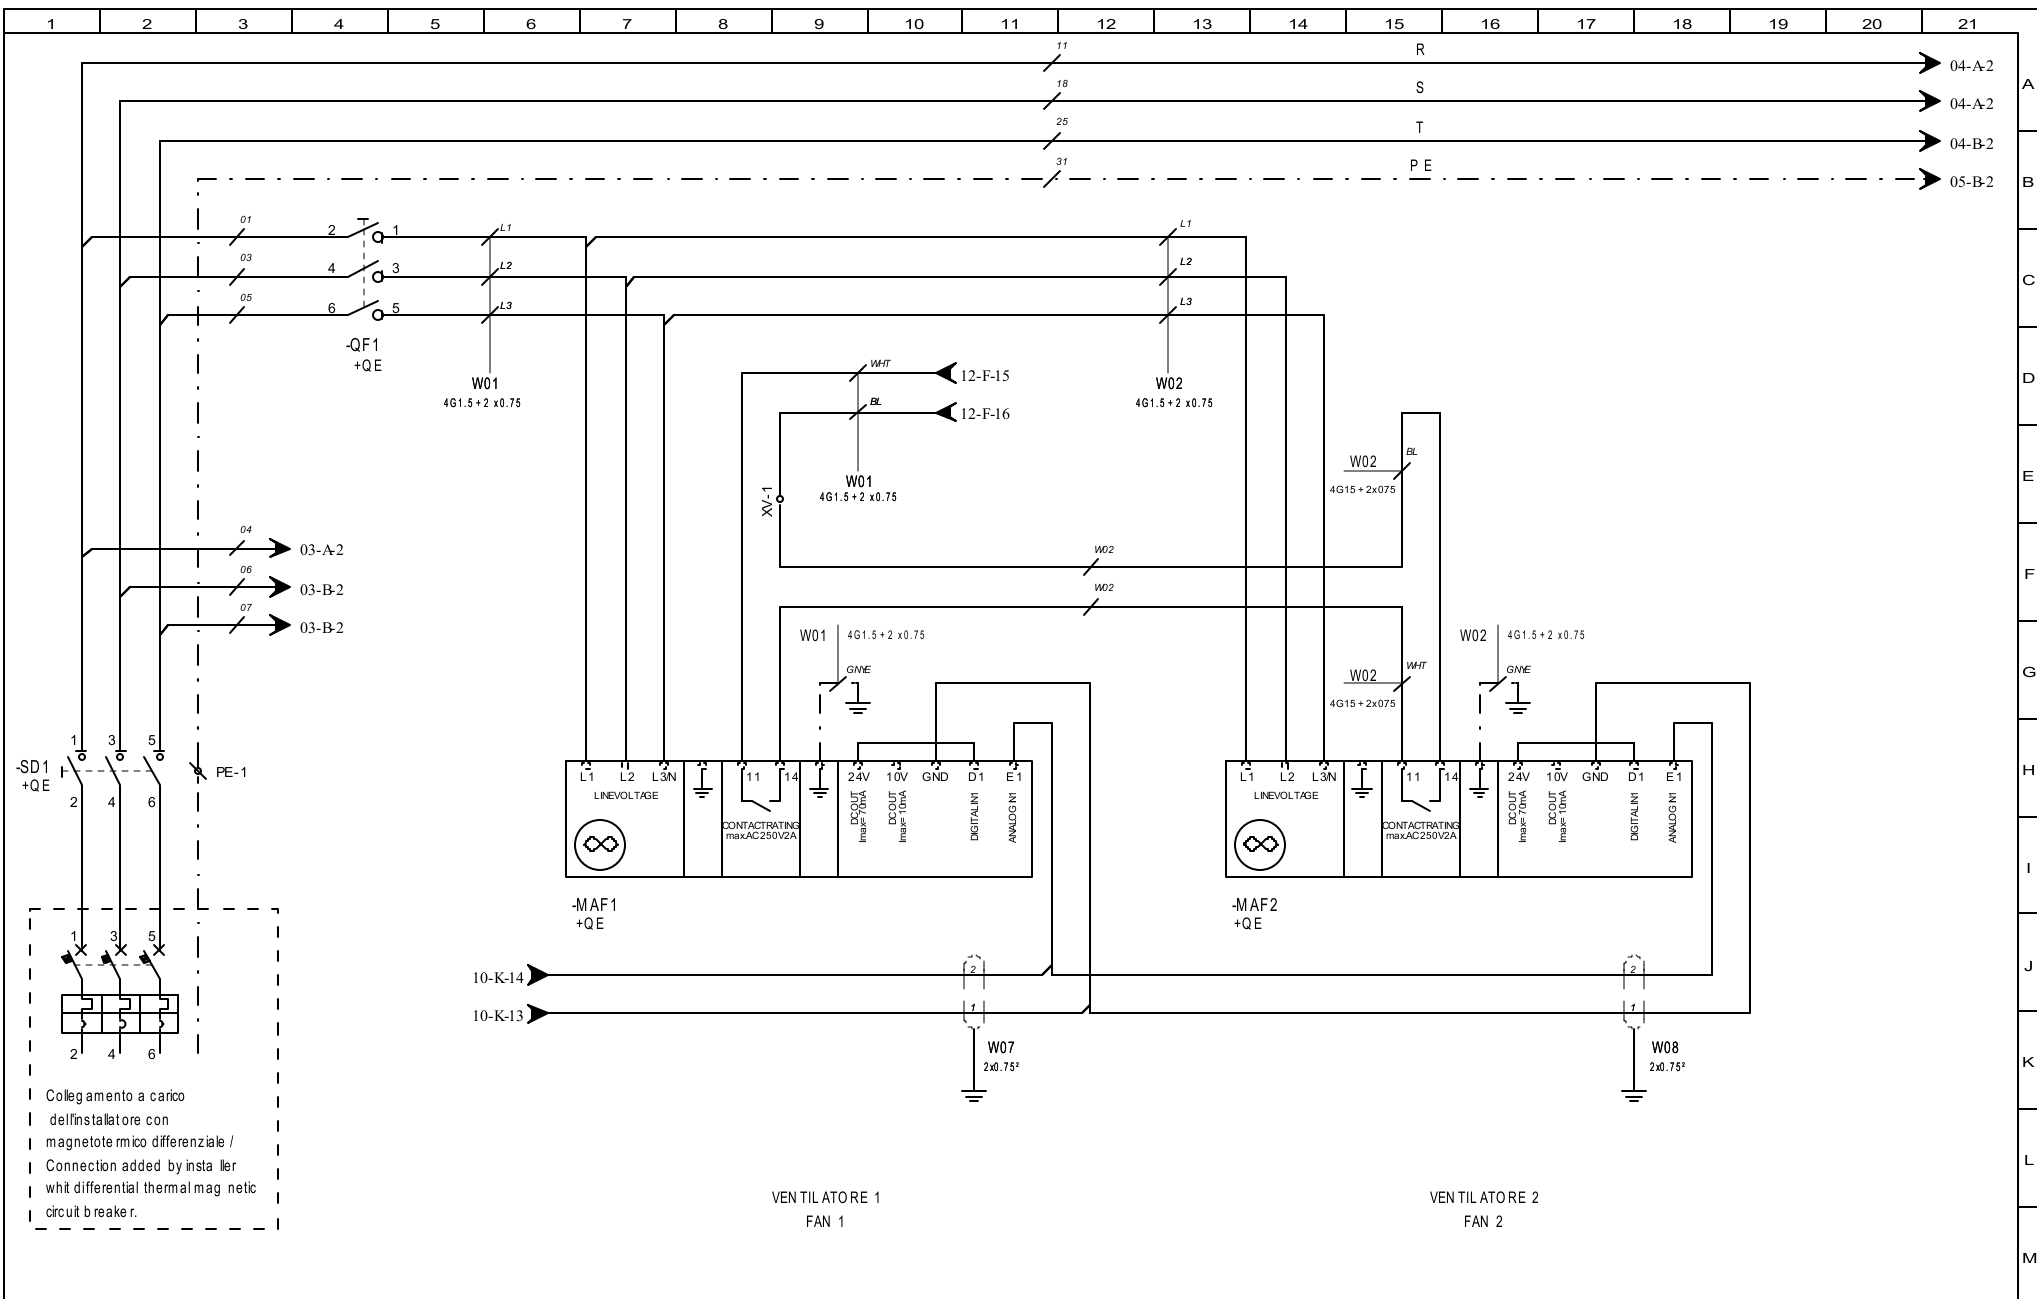 1 2 3 4 5 6 7 8 9 10 11 12 13 14 15 16 17 18 19 20 21
11 R 04-A-2
A
18 S 04-A-2
25 T 04-B-2
31 PE 05-B-2
B
01 2 1 L1 L1
03 4 3 L2 L2
C
05 6 5 L3 L3
-QF1
+QE
WHT 12-F-15
D
W01 W02
4G1.5+2 x0.75 4G1.5+2 x0.75
BL 12-F-16
BL
W02
E
W01
4G15+2x075
4G1.5+2 x0.75
XV-1
04 03-A-2
W02
F
06 03-B-2
W02
07 03-B-2
W01 4G1.5+2 x0.75
W02 4G1.5+2 x0.75
GNYE WHT GNYE
W02
G
4G15+2x075
1 3 5
-SD1
+QE
PE-1
2 4 6
H
L1 L2 L3/N 11 14 24V 10V GND D1 E1
LINEVOLTAGE
DCOUT
Imax=70mA
DCOUT
Imax=10mA
DIGITALIN1
ANALOG IN1
CONTACTRATING
max.AC250V2A
L1 L2 L3/N 11 14 24V 10V GND D1 E1
LINEVOLTAGE
DCOUT
Imax=70mA
DCOUT
Imax=10mA
DIGITALIN1
ANALOG IN1
CONTACTRATING
max.AC250V2A
I
-MAF1
+QE
-MAF2
+QE
1 3 5
J
10-K-14 2 2
10-K-13 1 1
2 4 6
W07
2x0.75²
W08
2x0.75²
K
Collegamento a carico
dell'installatore con
magnetotermico differenziale /
Connection added by installer
whit differential thermal magnetic
circuit breaker.
L
VENTILATORE 1
FAN 1
VENTILATORE 2
FAN 2
M